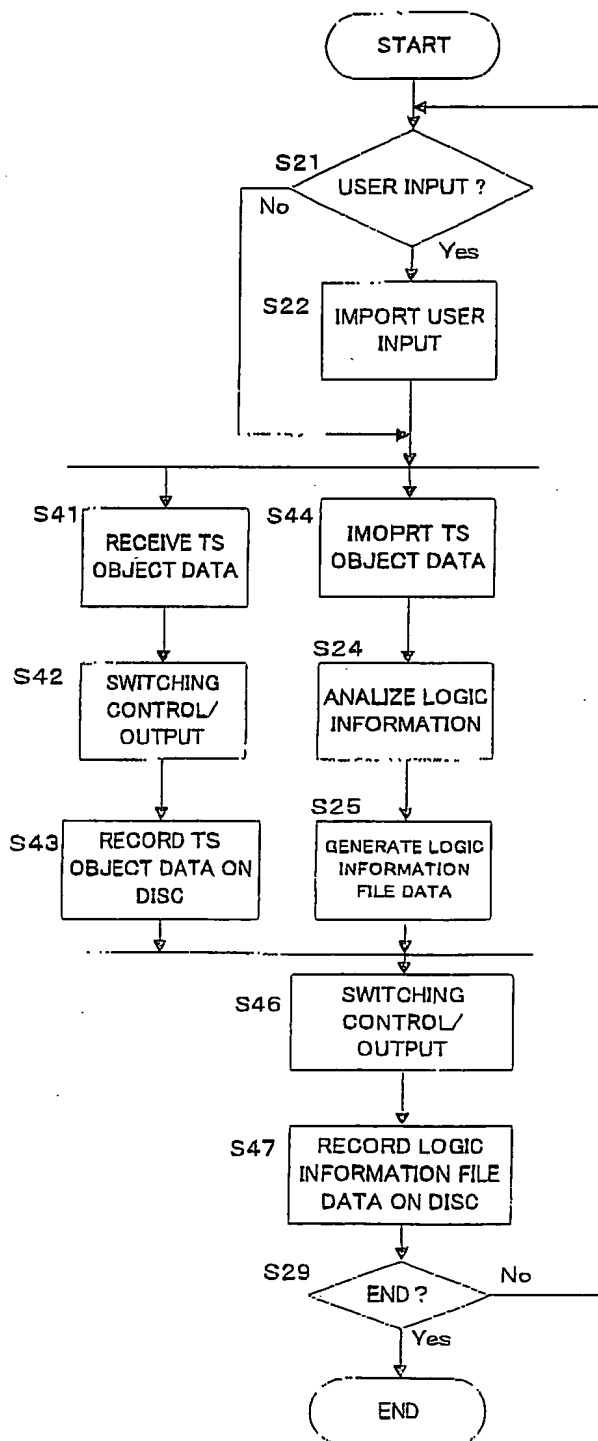 START
S21
USER INPUT ?
No
Yes
S22
IMPORT USER
INPUT
S41
RECEIVE TS
OBJECT DATA
S44
IMOPRT TS
OBJECT DATA
S42
SWITCHING
CONTROL/
OUTPUT
S24
ANALIZE LOGIC
INFORMATION
S43
RECORD TS
OBJECT DATA ON
DISC
S25
GENERATE LOGIC
INFORMATION
FILE DATA
S46
SWITCHING
CONTROL/
OUTPUT
S47
RECORD LOGIC
INFORMATION FILE
DATA ON DISC
S29
END ?
No
Yes
END